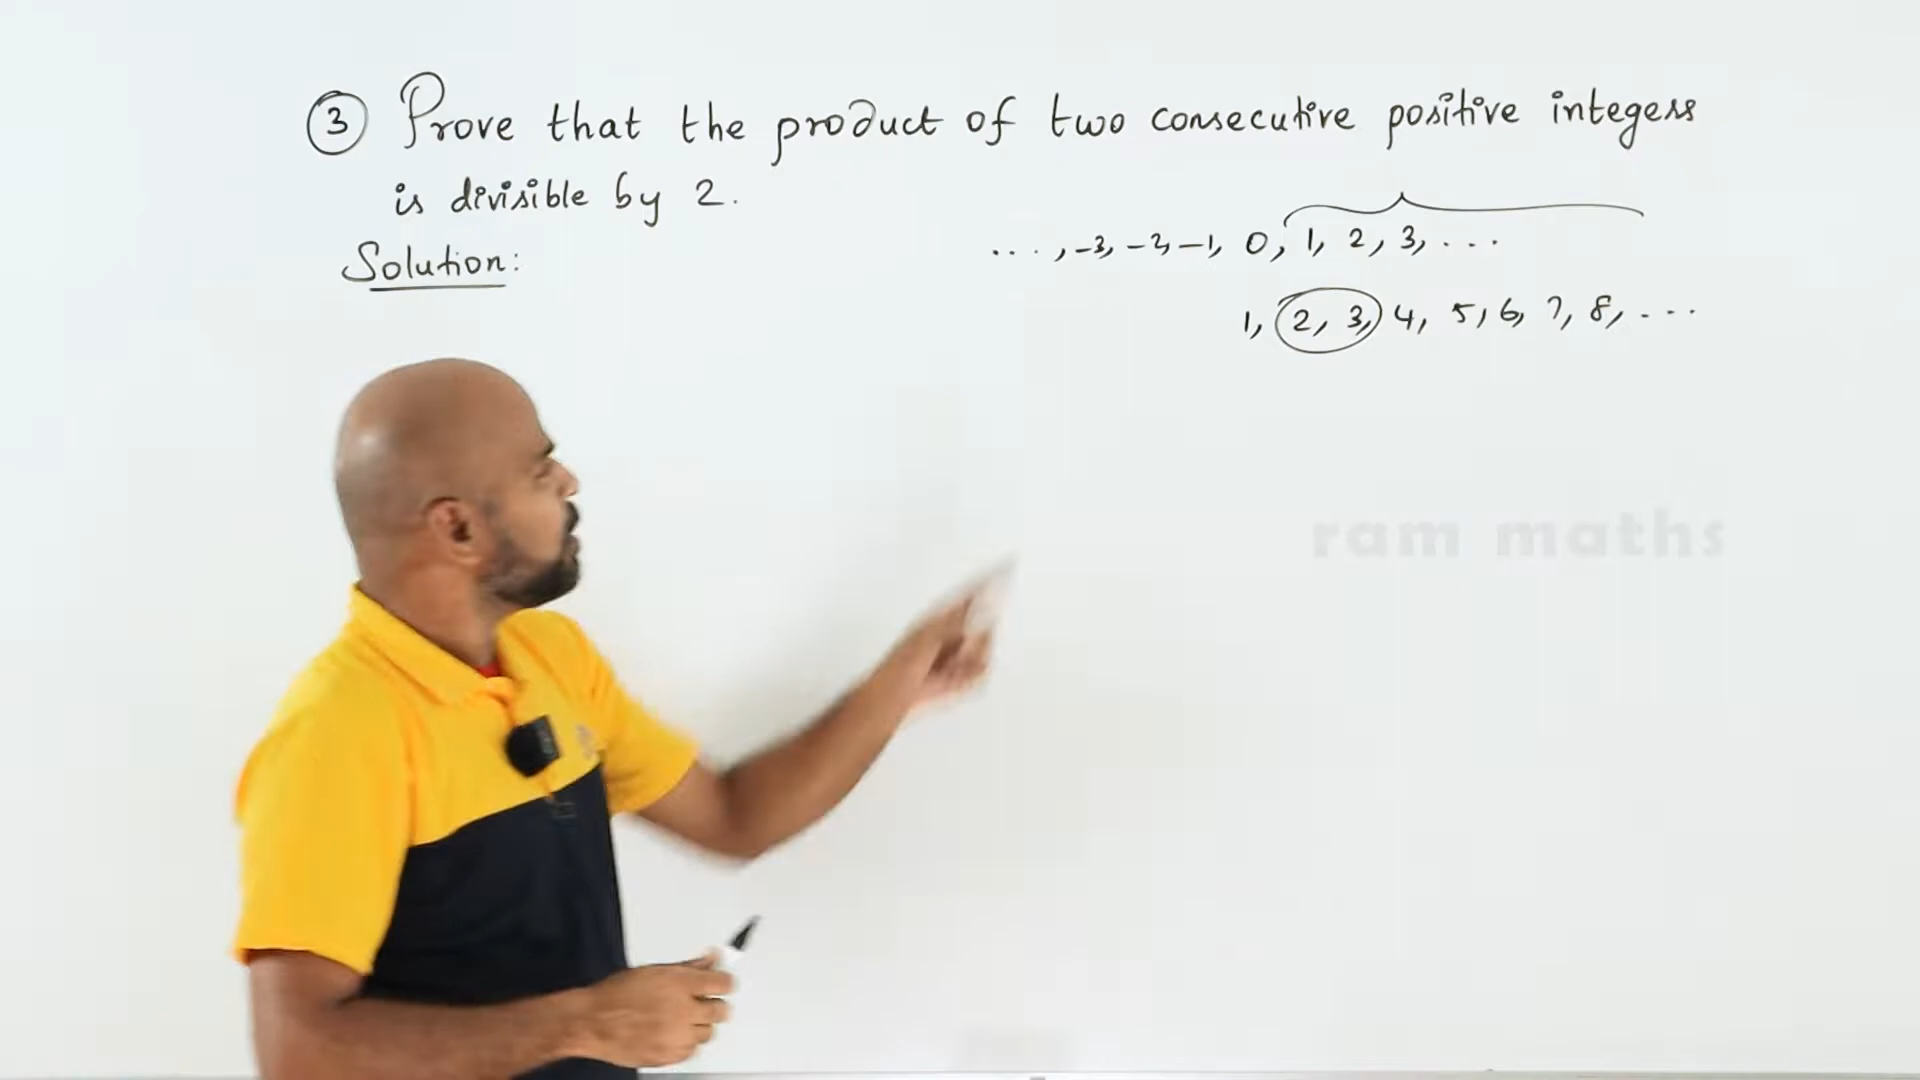 ③ Prove that the product of two consecutive positive integers
is divisible by 2.
Solution:
...., -3, -2, -1, 0, 1, 2, 3, ...
1, 2, 3, 4, 5, 6, 7, 8, ...
ram maths